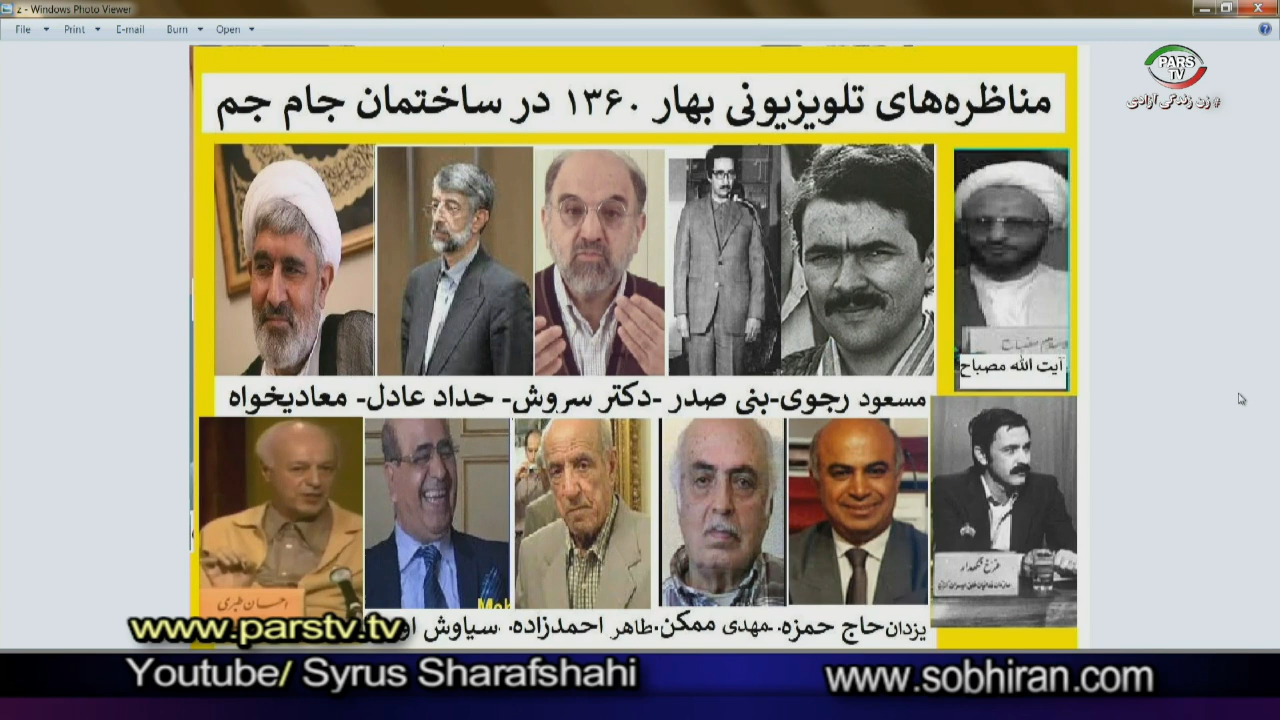 z - Windows Photo Viewer
File Print E-mail Burn Open
PARS TV
# زن زندگی آزادی
مناظره‌های تلویزیونی بهار ۱۳۶۰ در ساختمان جام جم
آیت الله مصباح
مسعود رجوی-بنی صدر -دکتر سروش- حداد عادل- معادیخواه
احسان طبری
یزدان حاج حمزه. مهدی ممکن. طاهر احمدزاده. سیاوش او
www.parstv.tv
Youtube/ Syrus Sharafshahi
www.sobhiran.com